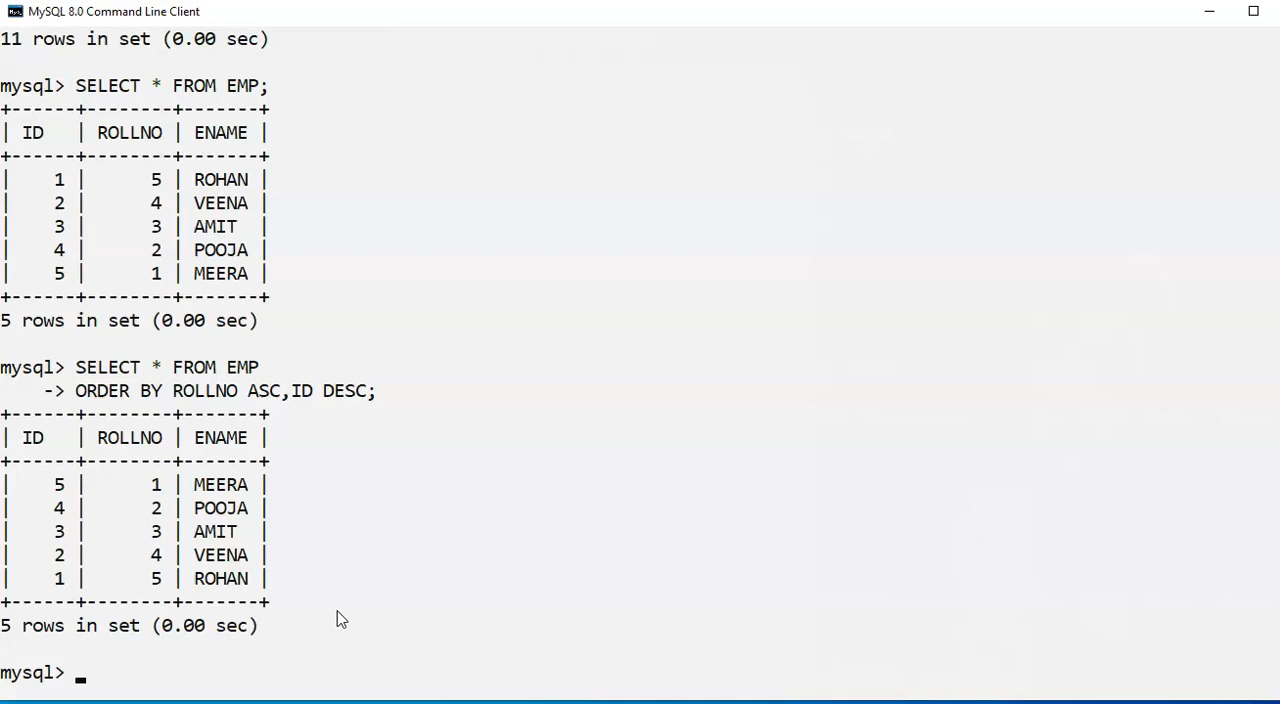 MySQL 8.0 Command Line Client
11 rows in set (0.00 sec)
mysql> SELECT * FROM EMP;
+------+--------+-------+
| ID   | ROLLNO | ENAME |
+------+--------+-------+
|    1 |      5 | ROHAN |
|    2 |      4 | VEENA |
|    3 |      3 | AMIT  |
|    4 |      2 | POOJA |
|    5 |      1 | MEERA |
+------+--------+-------+
5 rows in set (0.00 sec)
mysql> SELECT * FROM EMP
    -> ORDER BY ROLLNO ASC,ID DESC;
+------+--------+-------+
| ID   | ROLLNO | ENAME |
+------+--------+-------+
|    5 |      1 | MEERA |
|    4 |      2 | POOJA |
|    3 |      3 | AMIT  |
|    2 |      4 | VEENA |
|    1 |      5 | ROHAN |
+------+--------+-------+
5 rows in set (0.00 sec)
mysql> _